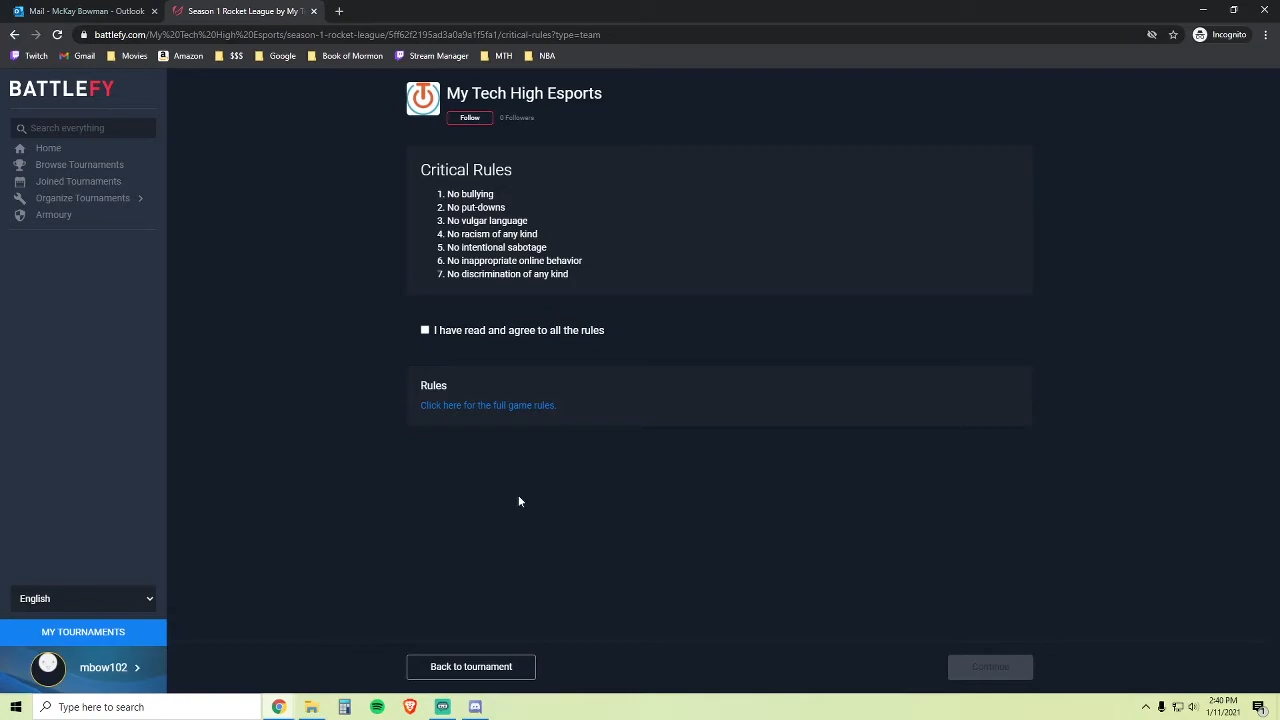 Mail - McKay Bowman - Outlook
Season 1 Rocket League by My T
battlefy.com/My%20Tech%20High%20Esports/season-1-rocket-league/5ff62f2195ad3a0a9a1f5fa1/critical-rules?type=team
Incognito
Twitch
Gmail
Movies
Amazon
$$$
Google
Book of Mormon
Stream Manager
MTH
NBA
BATTLEFY
Search everything
Home
Browse Tournaments
Joined Tournaments
Organize Tournaments
Armoury
My Tech High Esports
Follow
0 Followers
Critical Rules
1. No bullying
2. No put-downs
3. No vulgar language
4. No racism of any kind
5. No intentional sabotage
6. No inappropriate online behavior
7. No discrimination of any kind
I have read and agree to all the rules
Rules
Click here for the full game rules.
English
MY TOURNAMENTS
mbow102
Back to tournament
Continue
Type here to search
2:40 PM
1/11/2021